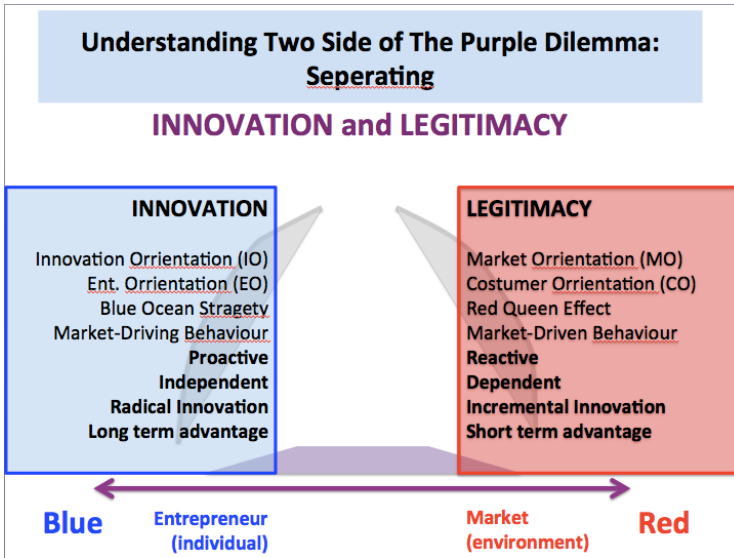 Understanding Two Side of The Purple Dilemma:
Seperating
INNOVATION and LEGITIMACY
INNOVATION
Innovation Orrientation (IO)
Ent. Orrientation (EO)
Blue Ocean Stragety
Market-Driving Behaviour
Proactive
Independent
Radical Innovation
Long term advantage
LEGITIMACY
Market Orrientation (MO)
Costumer Orrientation (CO)
Red Queen Effect
Market-Driven Behaviour
Reactive
Dependent
Incremental Innovation
Short term advantage
Blue
Entrepreneur
(individual)
Market
(environment)
Red